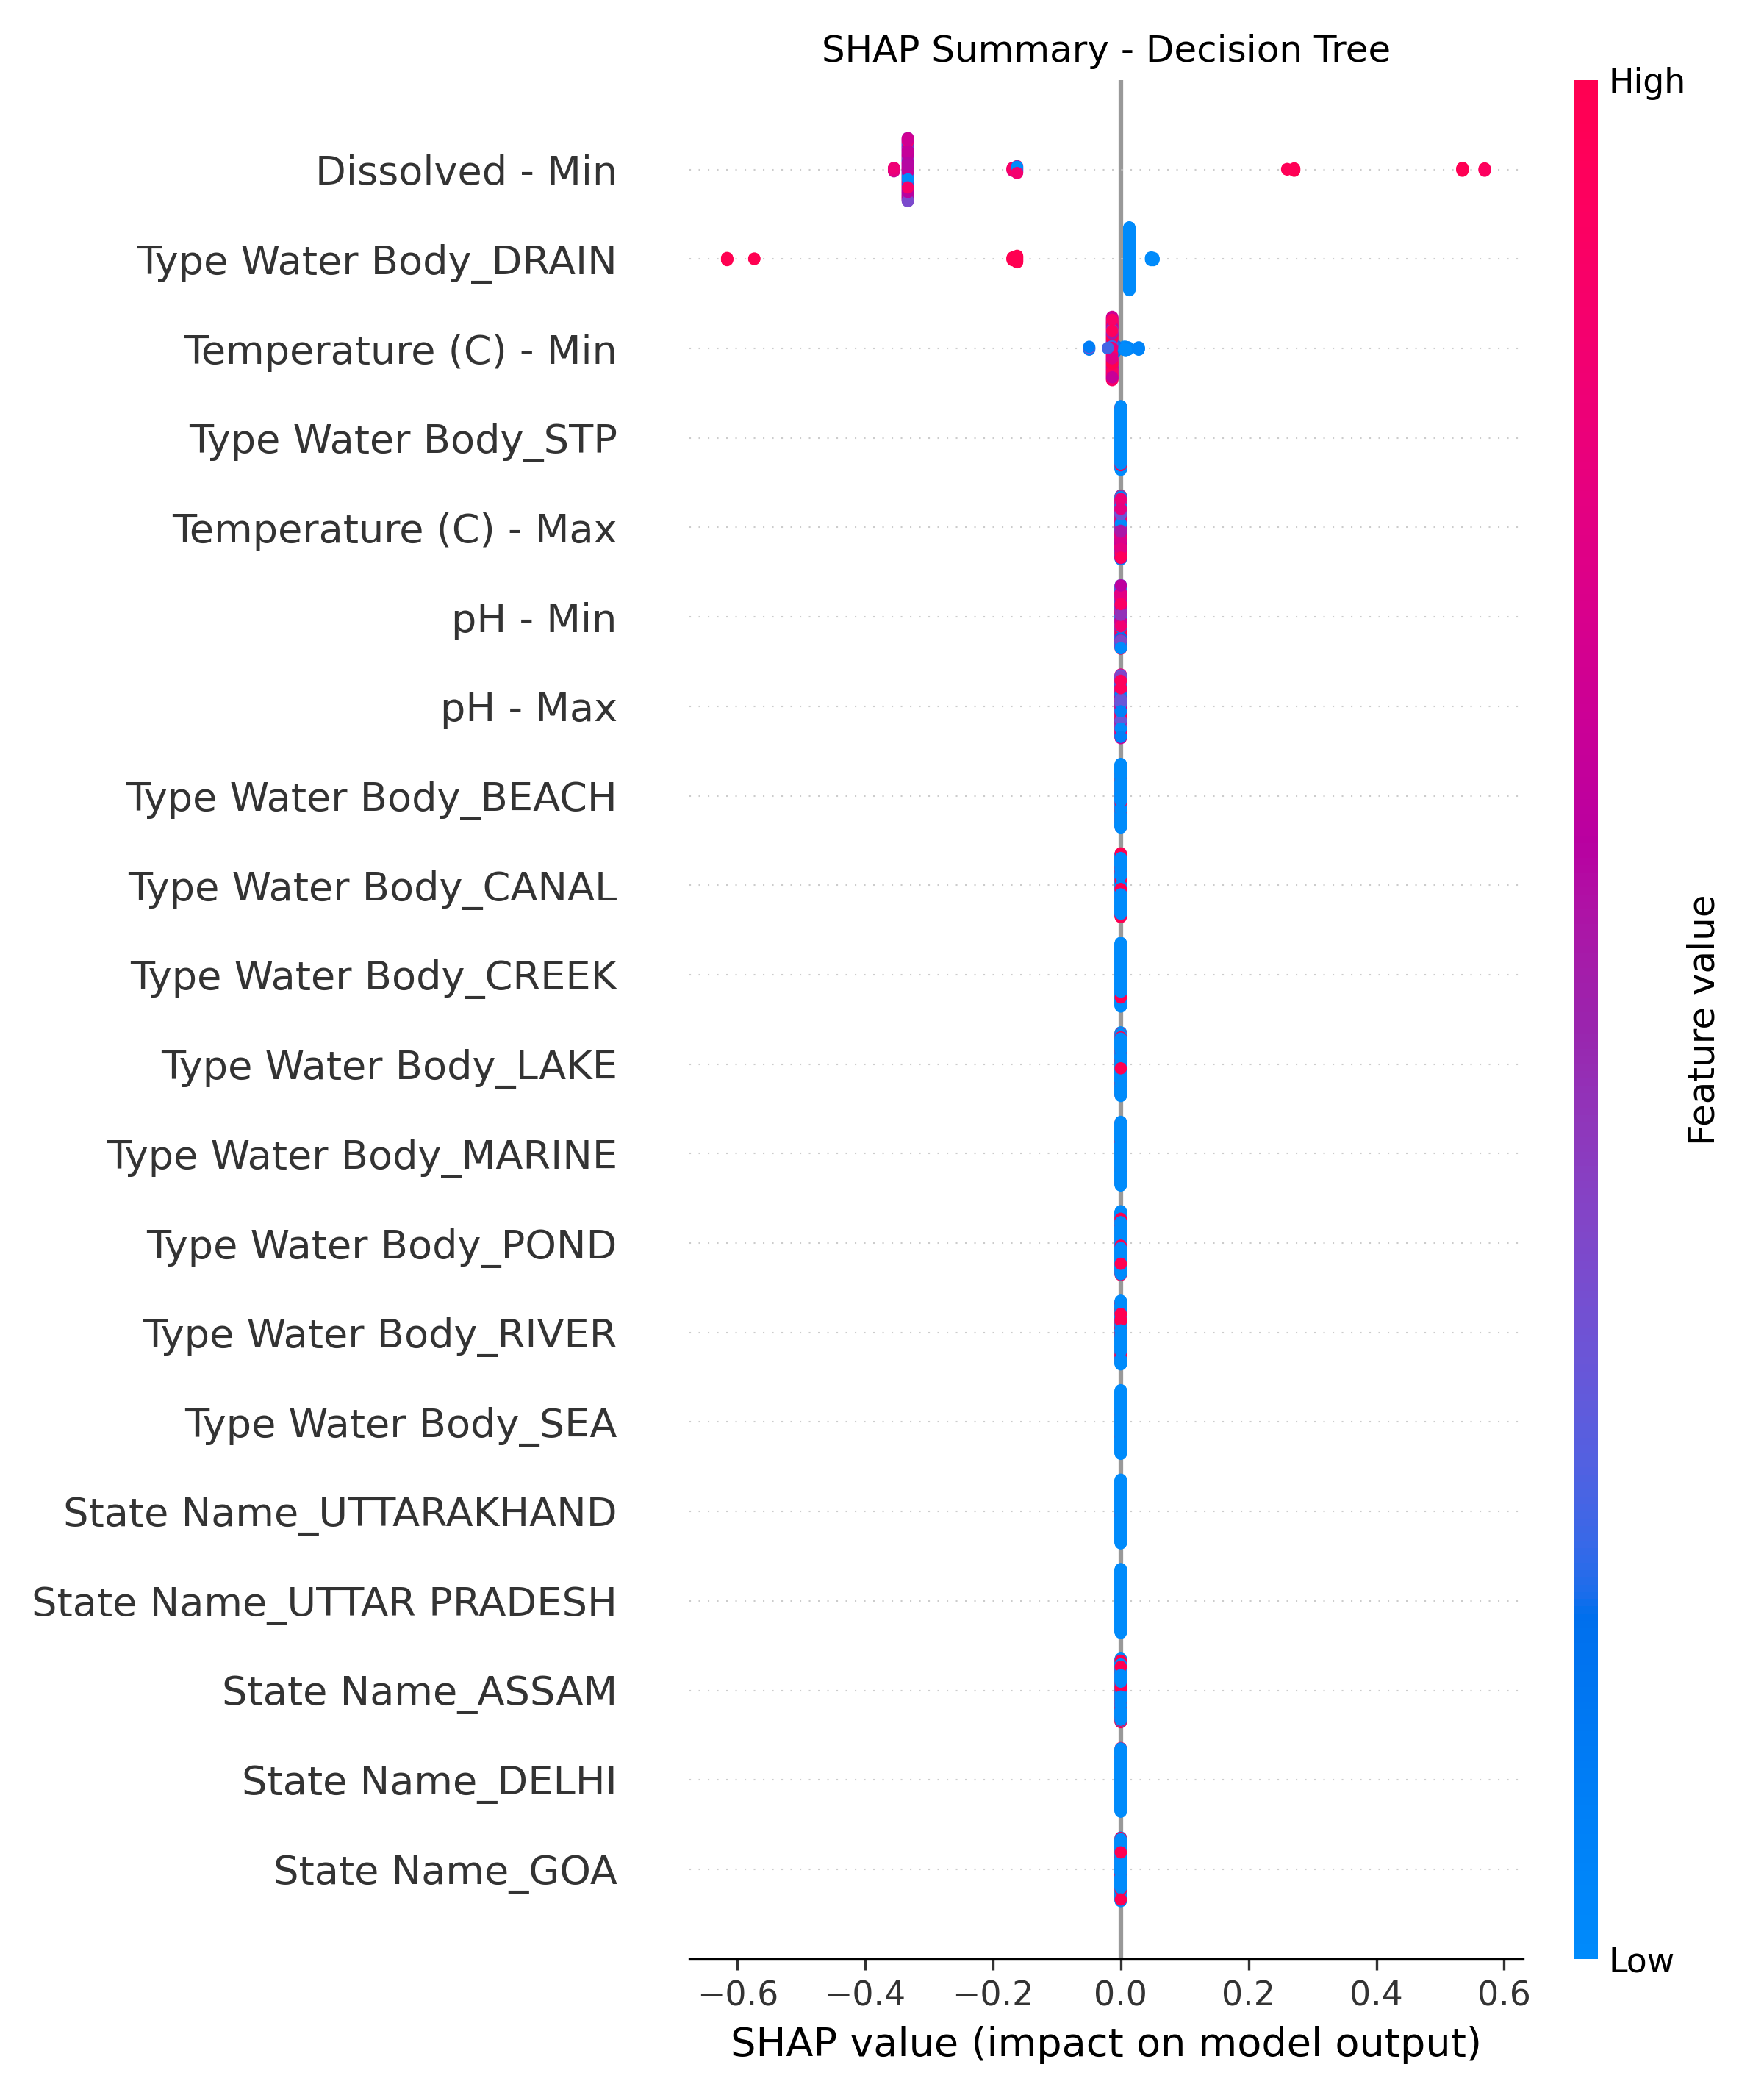 SHAP Summary - Decision Tree
High
Dissolved - Min
Type Water Body_DRAIN
Temperature (C) - Min
Type Water Body_STP
Temperature (C) - Max
pH - Min
pH - Max
Type Water Body_BEACH
Type Water Body_CANAL
Type Water Body_CREEK
Type Water Body_LAKE
Type Water Body_MARINE
Type Water Body_POND
Type Water Body_RIVER
Type Water Body_SEA
State Name_UTTARAKHAND
State Name_UTTAR PRADESH
State Name_ASSAM
State Name_DELHI
State Name_GOA
Feature value
Low
−0.6 −0.4 −0.2 0.0 0.2 0.4 0.6
SHAP value (impact on model output)